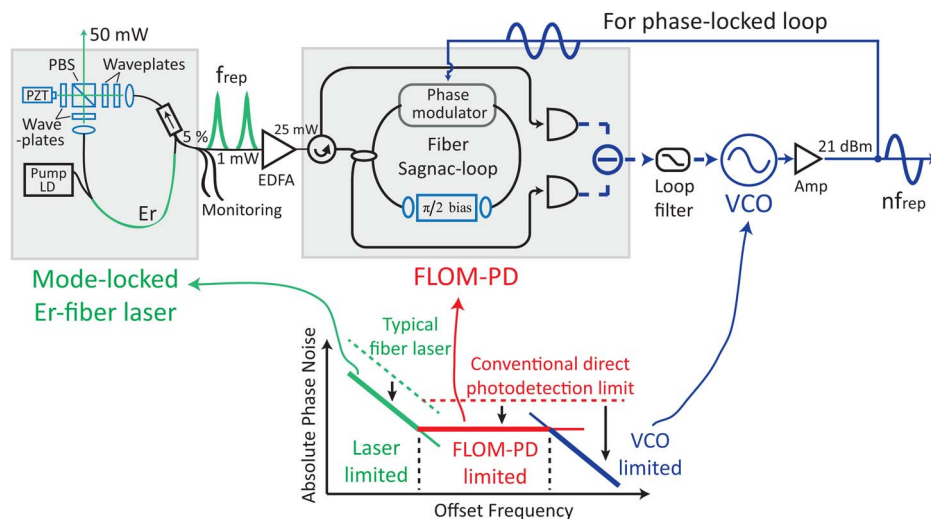 50 mW
PBS
Waveplates
PZT
Wave
-plates
Pump
LD
Er
5 %
frep
1 mW
Monitoring
EDFA
25 mW
Phase
modulator
Fiber
Sagnac-loop
π/2 bias
For phase-locked loop
Loop
filter
VCO
Amp
21 dBm
nfrep
Mode-locked
Er-fiber laser
FLOM-PD
Typical
fiber laser
Conventional direct
photodetection limit
Laser
limited
FLOM-PD
limited
VCO
limited
Absolute Phase Noise
Offset Frequency